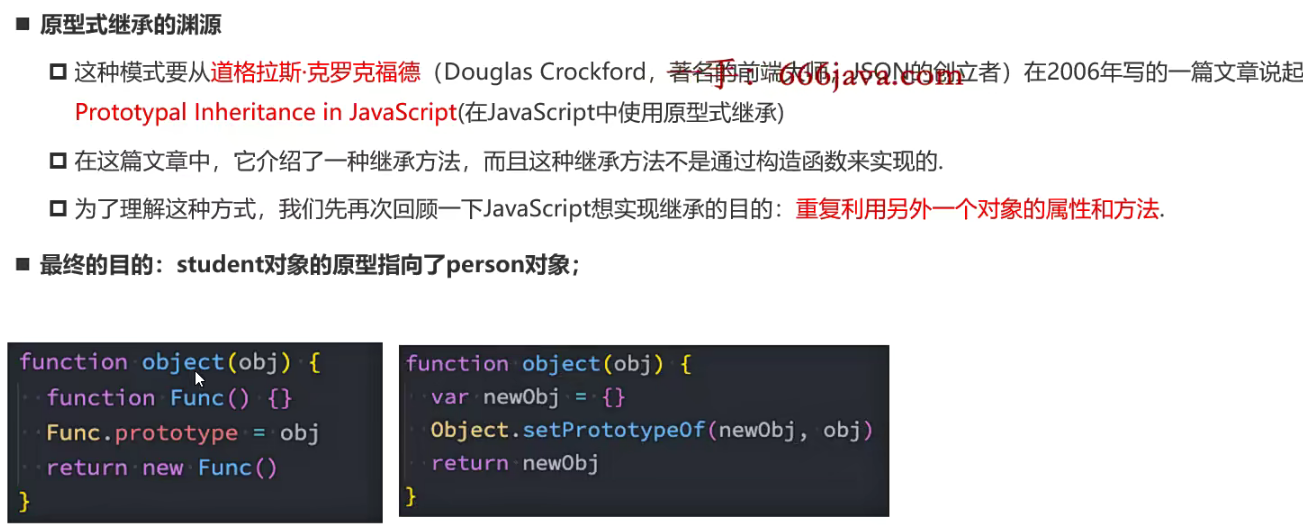 ■ 原型式继承的渊源
这种模式要从道格拉斯·克罗克福德（Douglas Crockford，著名的前端大师，JSON的创立者）在2006年写的一篇文章说起
Prototypal Inheritance in JavaScript(在JavaScript中使用原型式继承)
在这篇文章中，它介绍了一种继承方法，而且这种继承方法不是通过构造函数来实现的.
为了理解这种方式，我们先再次回顾一下JavaScript想实现继承的目的：重复利用另外一个对象的属性和方法.
■ 最终的目的：student对象的原型指向了person对象；
function object(obj) {
function Func() {}
Func.prototype = obj
return new Func()
}
function object(obj) {
var newObj = {}
Object.setPrototypeOf(newObj, obj)
return newObj
}
一手：666java.com